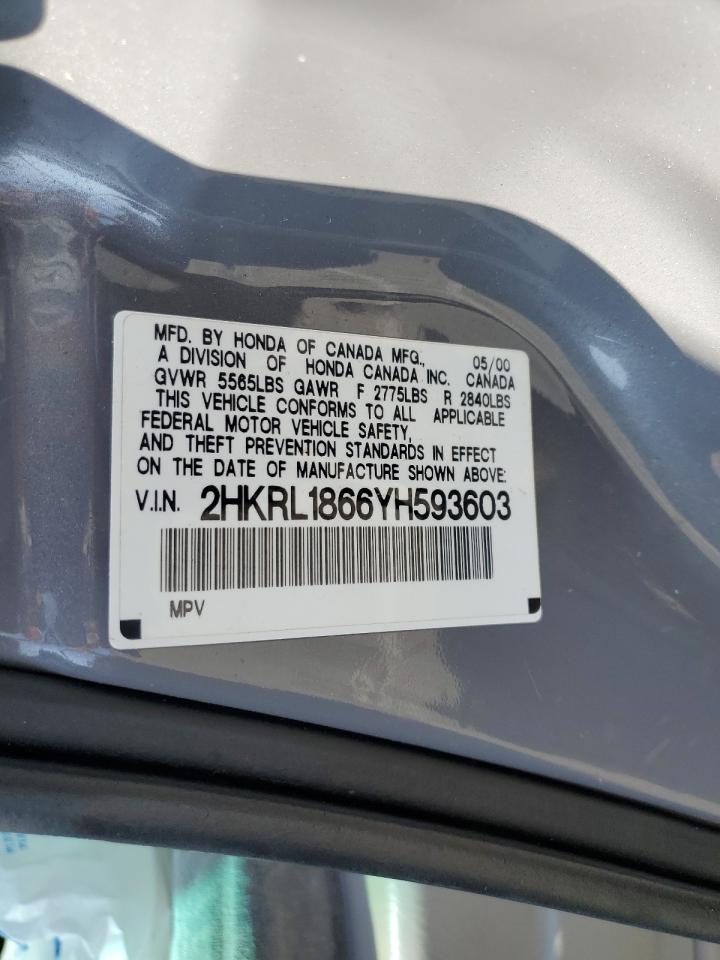 MFD. BY HONDA OF CANADA MFG., 05/00
A DIVISION OF HONDA CANADA INC. CANADA
GVWR 5565LBS GAWR F 2775LBS R 2840LBS
THIS VEHICLE CONFORMS TO ALL APPLICABLE
FEDERAL MOTOR VEHICLE SAFETY,
AND THEFT PREVENTION STANDARDS IN EFFECT
ON THE DATE OF MANUFACTURE SHOWN ABOVE:
V.I.N. 2HKRL1866YH593603
MPV